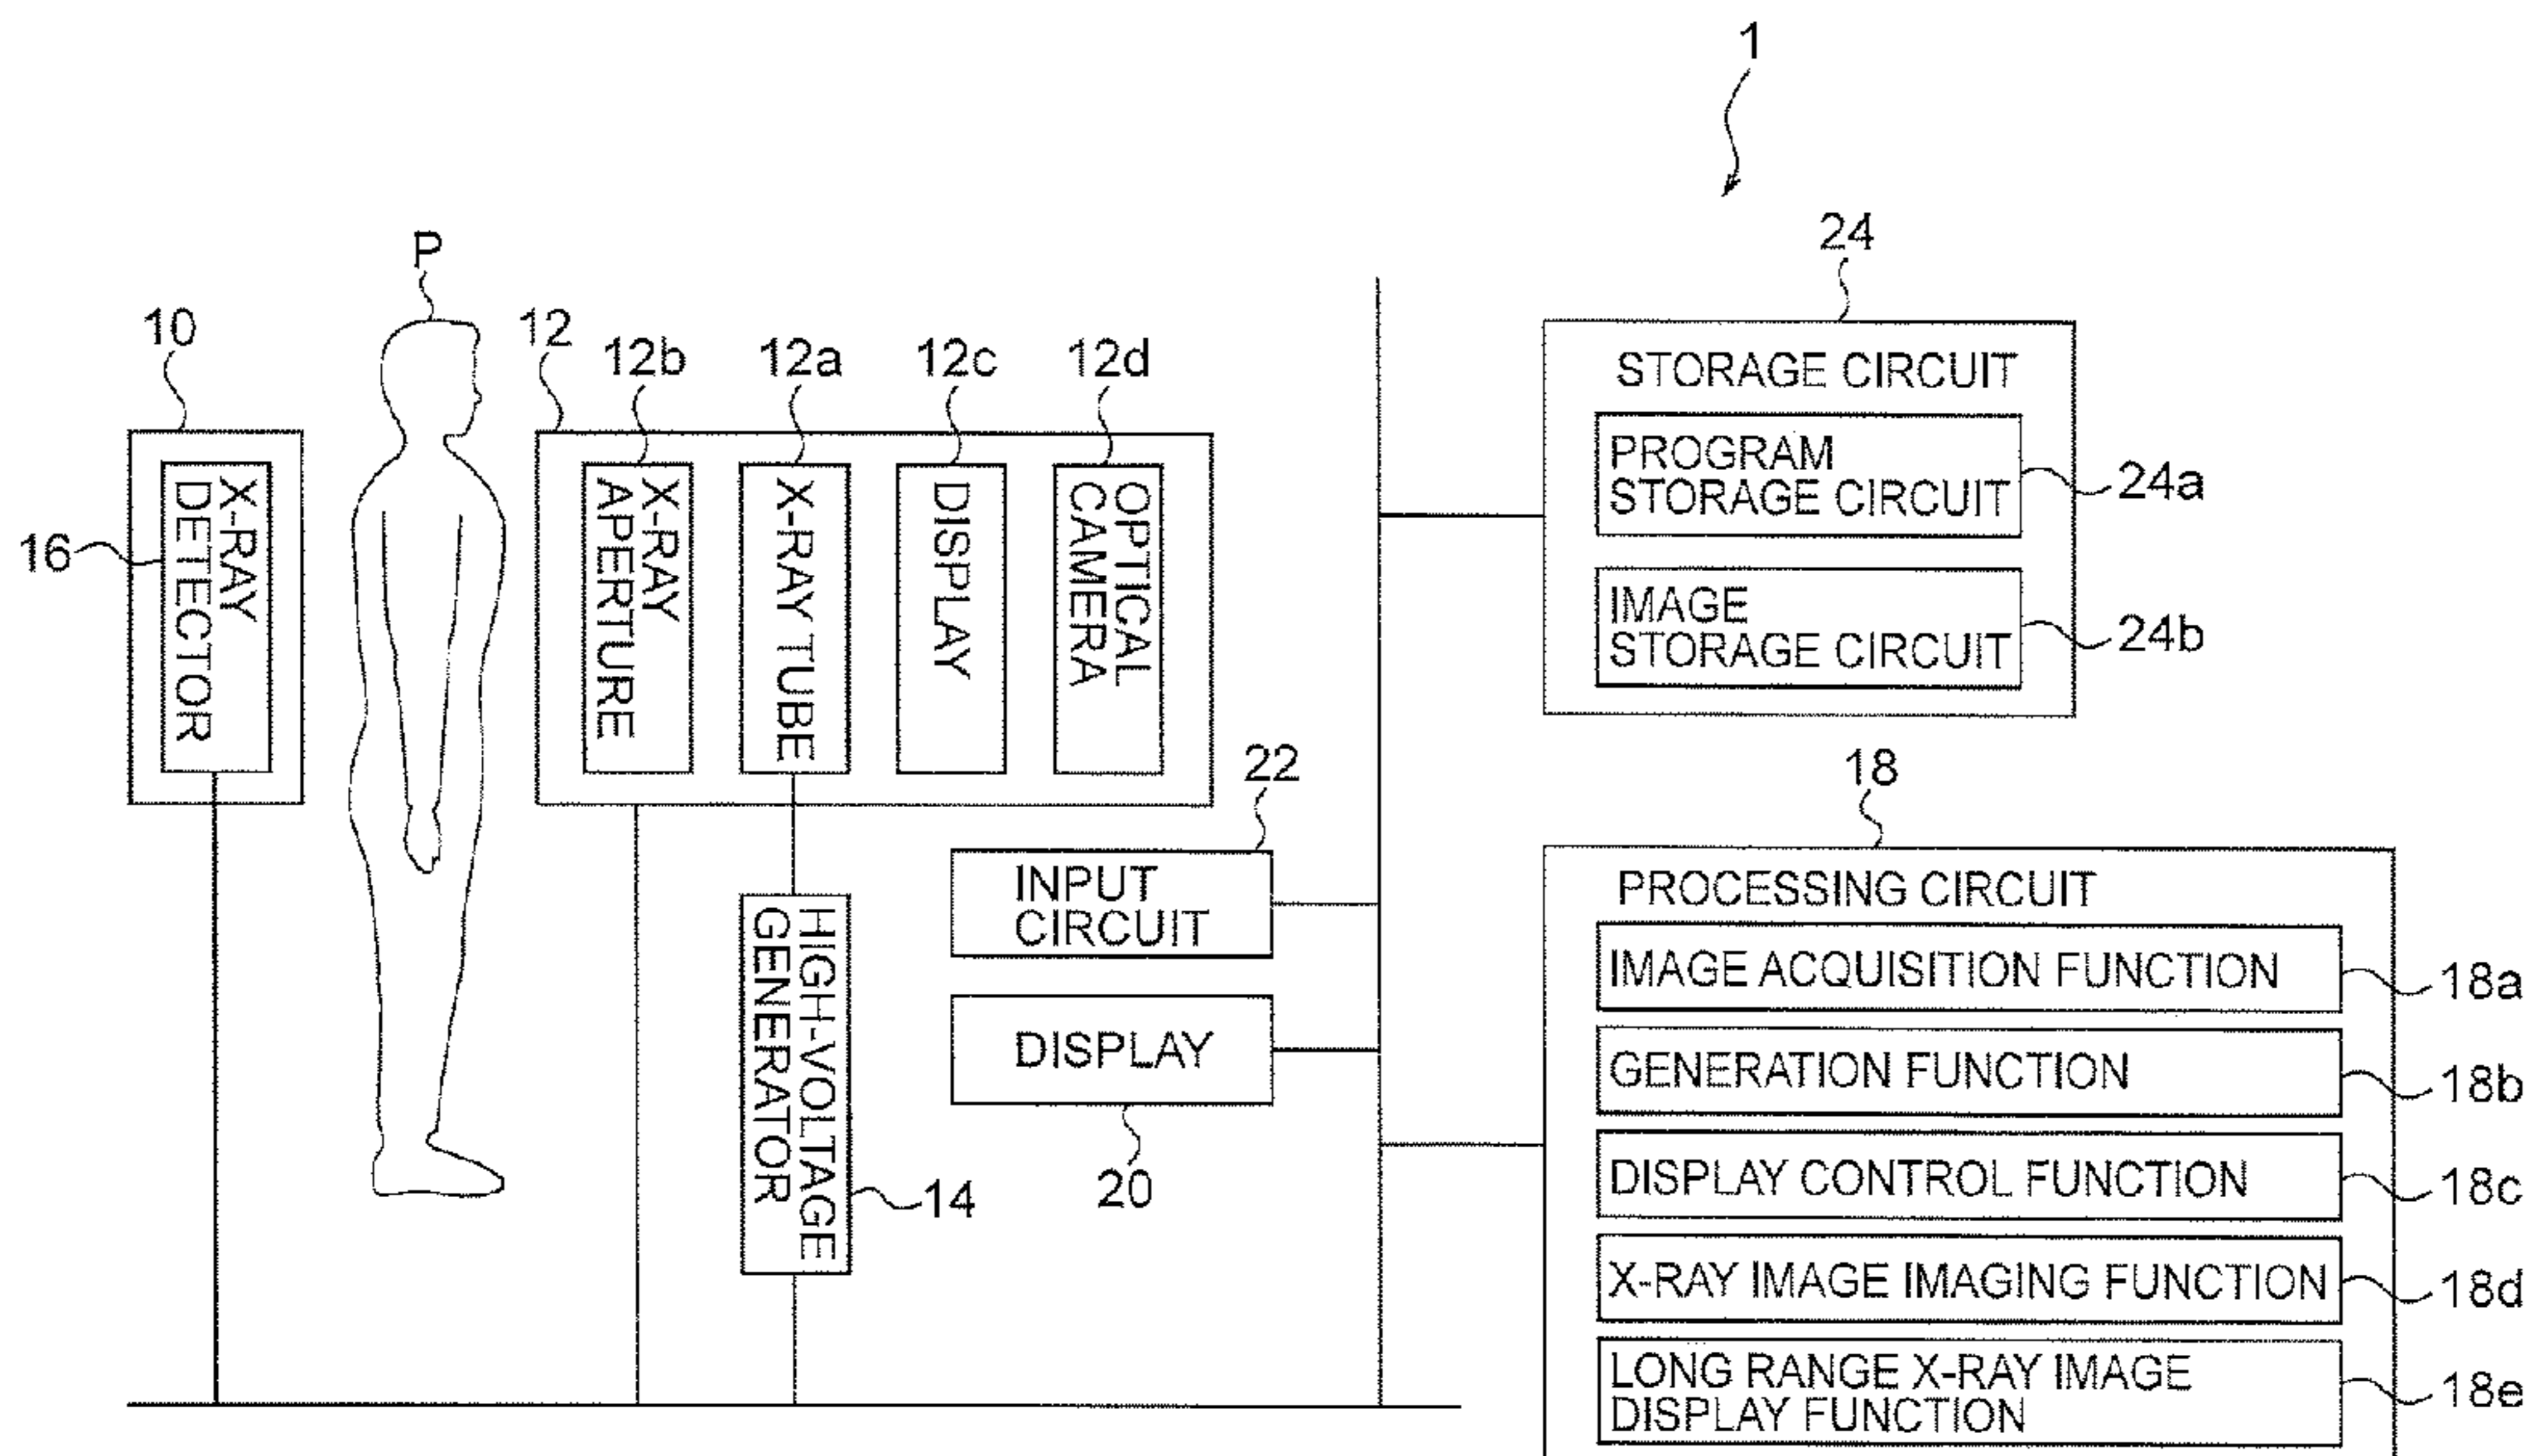 1
P
10
12
12b
12a
12c
12d
16
X-RAY
DETECTOR
X-RAY
APERTURE
X-RAY TUBE
DISPLAY
OPTICAL
CAMERA
HIGH-VOLTAGE
GENERATOR
14
22
INPUT
CIRCUIT
DISPLAY
20
24
STORAGE CIRCUIT
PROGRAM
STORAGE CIRCUIT
24a
IMAGE
STORAGE CIRCUIT
24b
18
PROCESSING CIRCUIT
IMAGE ACQUISITION FUNCTION
18a
GENERATION FUNCTION
18b
DISPLAY CONTROL FUNCTION
18c
X-RAY IMAGE IMAGING FUNCTION
18d
LONG RANGE X-RAY IMAGE
DISPLAY FUNCTION
18e